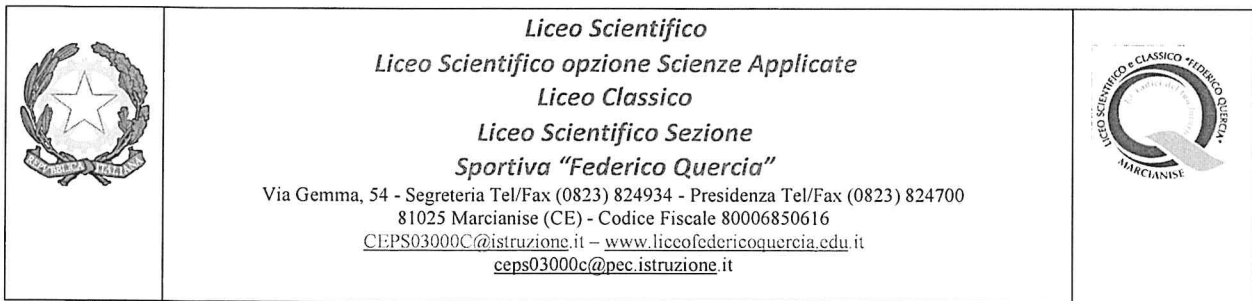 Liceo Scientifico
Liceo Scientifico opzione Scienze Applicate
Liceo Classico
Liceo Scientifico Sezione
Sportiva "Federico Quercia"
Via Gemma, 54 - Segreteria Tel/Fax (0823) 824934 - Presidenza Tel/Fax (0823) 824700
81025 Marcianise (CE) - Codice Fiscale 80006850616
CEPS03000C@istruzione.it – www.liceofedericoquercia.edu.it
ceps03000c@pec.istruzione.it
REPVBBLICA ITALIANA
LICEO SCIENTIFICO e CLASSICO "FEDERICO QUERCIA"
MARCIANISE